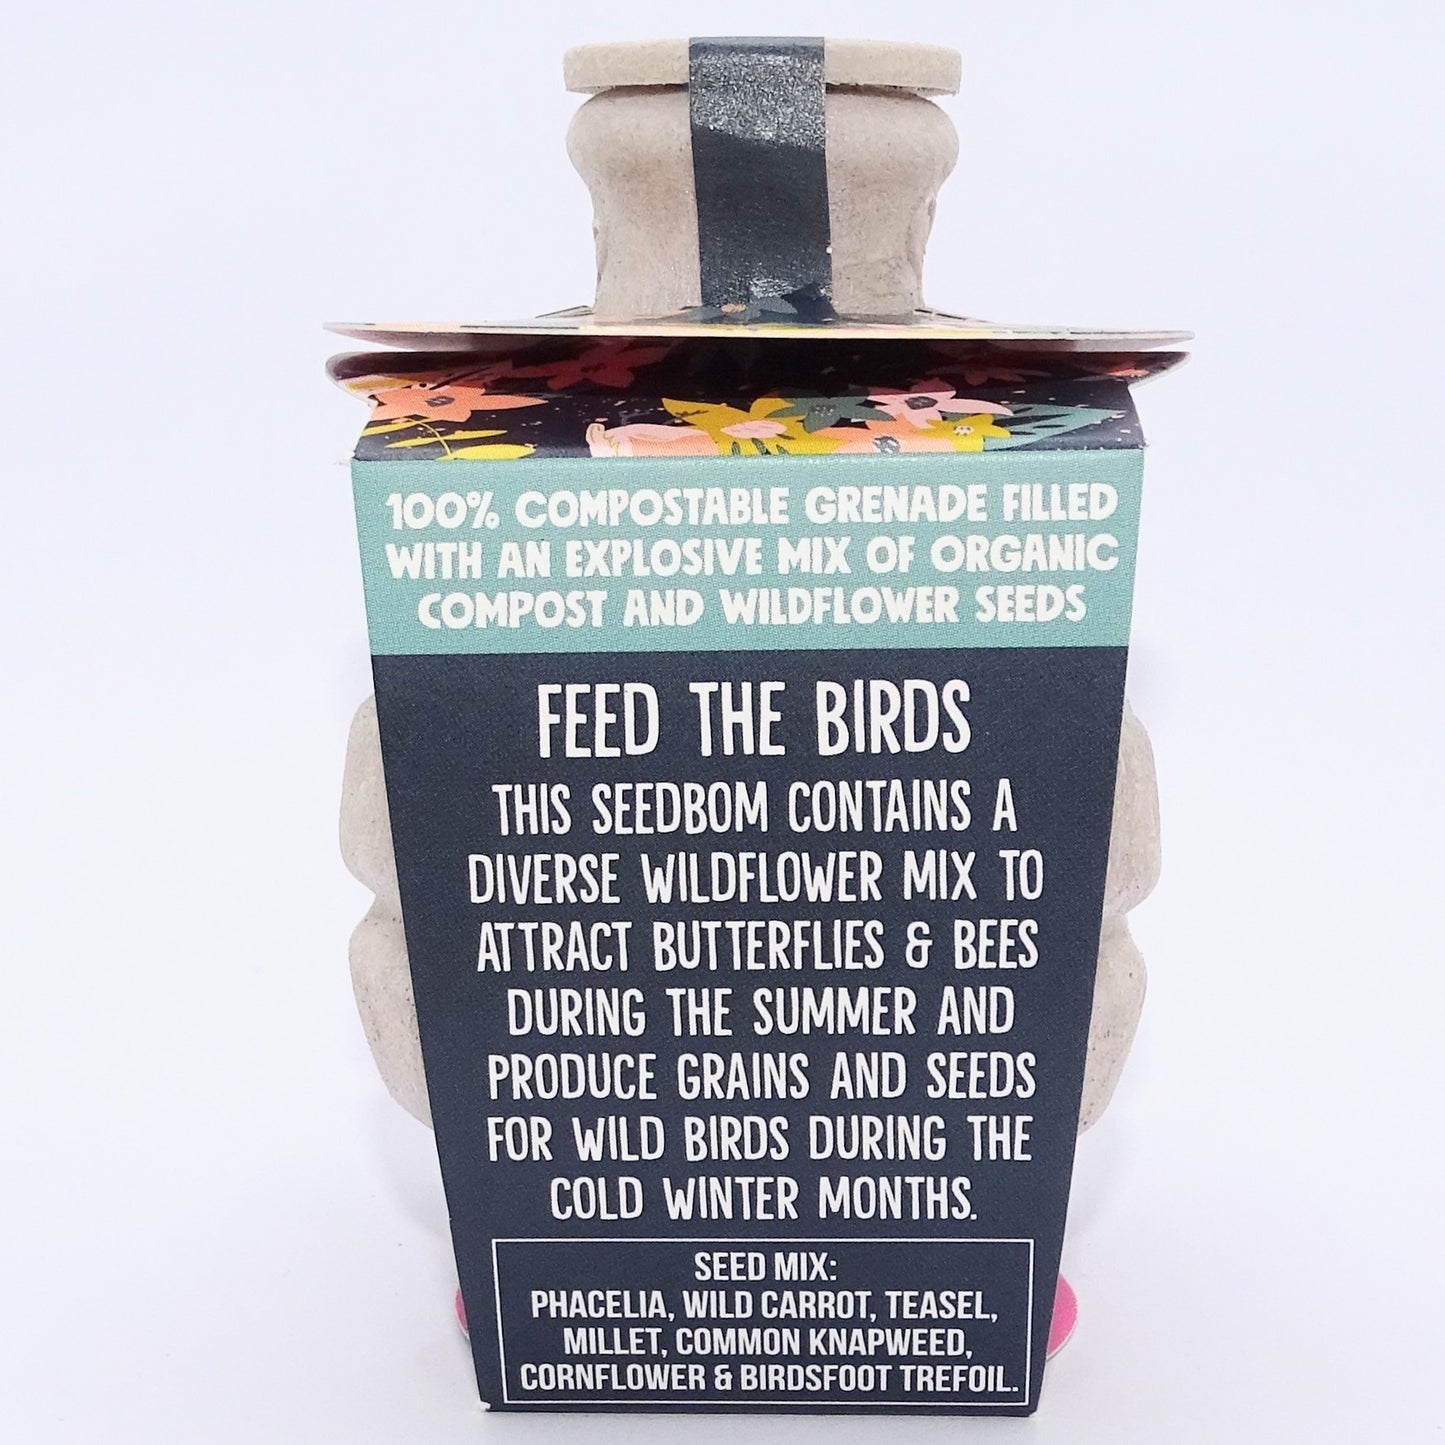 100% COMPOSTABLE GRENADE FILLED
WITH AN EXPLOSIVE MIX OF ORGANIC
COMPOST AND WILDFLOWER SEEDS
FEED THE BIRDS
THIS SEEDBOM CONTAINS A
DIVERSE WILDFLOWER MIX TO
ATTRACT BUTTERFLIES & BEES
DURING THE SUMMER AND
PRODUCE GRAINS AND SEEDS
FOR WILD BIRDS DURING THE
COLD WINTER MONTHS.
SEED MIX:
PHACELIA, WILD CARROT, TEASEL,
MILLET, COMMON KNAPWEED,
CORNFLOWER & BIRDSFOOT TREFOIL.